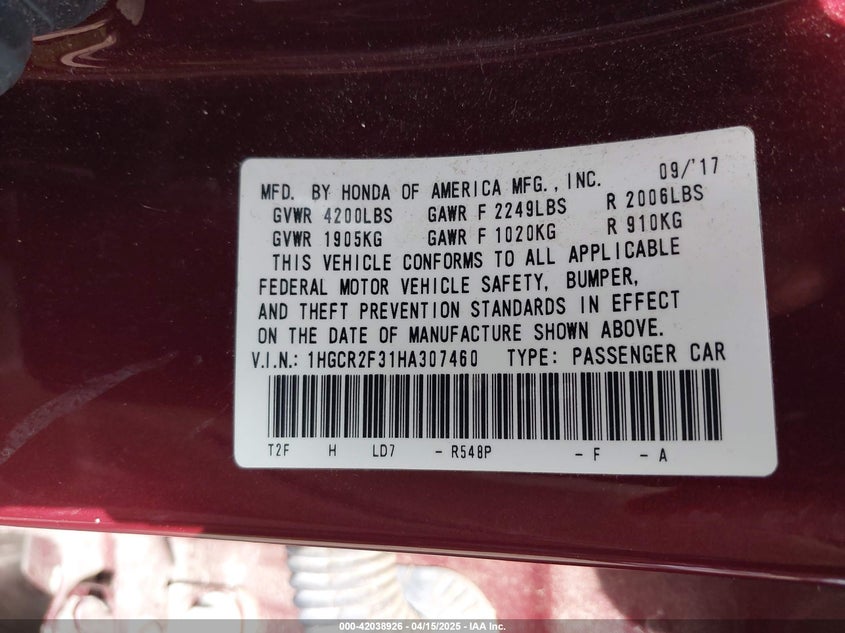 MFD. BY HONDA OF AMERICA MFG., INC. 09/'17
GVWR 4200LBS GAWR F 2249LBS R 2006LBS
GVWR 1905KG GAWR F 1020KG R 910KG
THIS VEHICLE CONFORMS TO ALL APPLICABLE
FEDERAL MOTOR VEHICLE SAFETY, BUMPER,
AND THEFT PREVENTION STANDARDS IN EFFECT
ON THE DATE OF MANUFACTURE SHOWN ABOVE.
V.I.N.: 1HGCR2F31HA307460 TYPE: PASSENGER CAR
T2F H LD7 - R548P - F - A
000-42038926 - 04/15/2025 - IAA Inc.